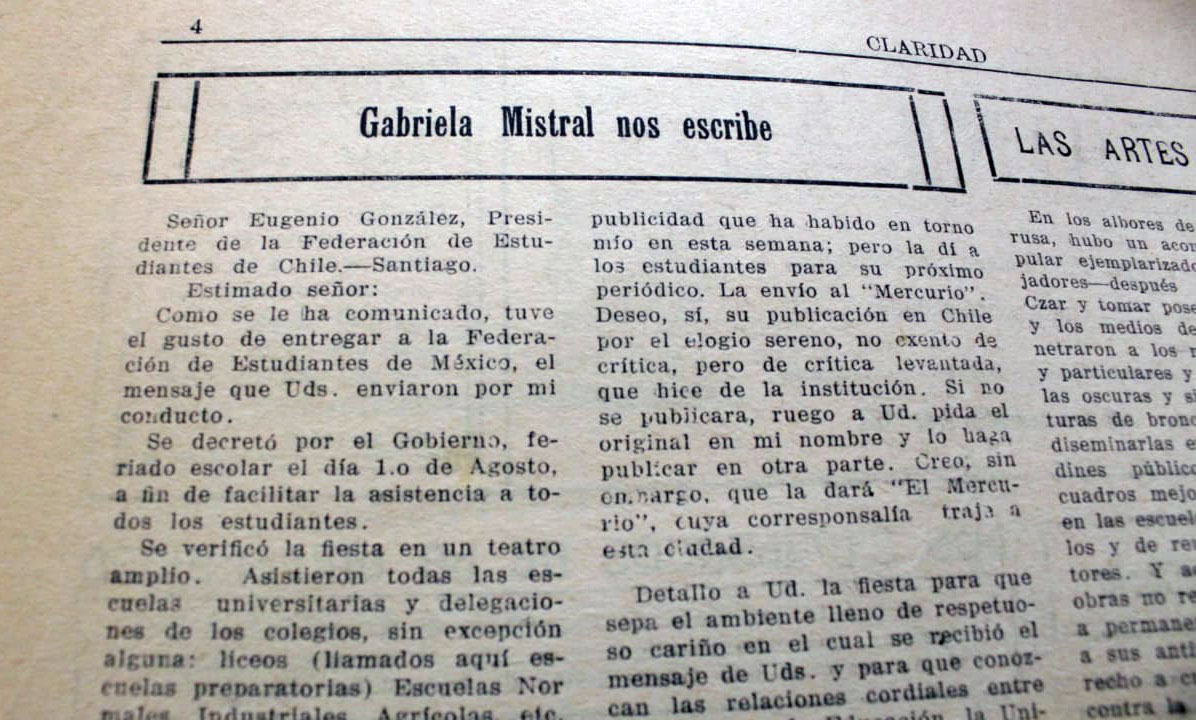 4
CLARIDAD
Gabriela Mistral nos escribe
Señor Eugenio González, Presi-
dente de la Federación de Estu-
diantes de Chile.—Santiago.
Estimado señor:
Como se le ha comunicado, tuve
el gusto de entregar a la Federa-
ción de Estudiantes de México, el
mensaje que Uds. enviaron por mi
conducto.
Se decretó por el Gobierno, fe-
riado escolar el día 1.o de Agosto,
a fin de facilitar la asistencia a to-
dos los estudiantes.
Se verificó la fiesta en un teatro
amplio. Asistieron todas las es-
cuelas universitarias y delegacio-
nes de los colegios, sin excepción
alguna: liceos (llamados aquí es-
cuelas preparatorias) Escuelas Nor
males Industriales Agrícolas etc.
publicidad que ha habido en torno
mío en esta semana; pero la dí a
los estudiantes para su próximo
periódico. La envío al "Mercurio".
Deseo, sí, su publicación en Chile
por el elogio sereno, no exento de
crítica, pero de crítica levantada,
que hice de la institución. Si no
se publicara, ruego a Ud. pida el
original en mi nombre y lo haga
publicar en otra parte. Creo, sin
embargo, que la dará "El Mercu-
rio", cuya corresponsalía traja a
esta ciudad.
Detallo a Ud. la fiesta para que
sepa el ambiente lleno de respetuo-
so cariño en el cual se recibió el
mensaje de Uds. y para que conoz-
can las relaciones cordiales entre
la Uni-
LAS ARTES
En los albores de
rusa, hubo un acon
pular ejemplarizado
jadores—después
Czar y tomar pose
y los medios de
netraron a los
y particulares y
las oscuras y si
turas de bronc
diseminarlas e
dines público
cuadros mejo
en las escuel
los y de re
tores. Y a
obras no re
a permane
a sus anti
recho a c
contra la